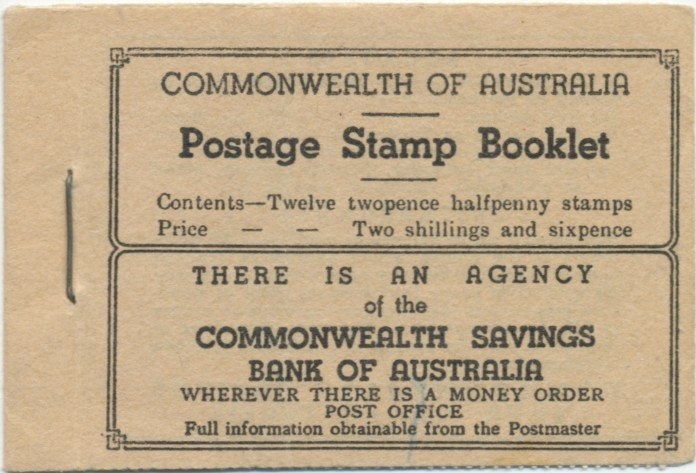 COMMONWEALTH OF AUSTRALIA
Postage Stamp Booklet
Contents—Twelve twopence halfpenny stamps
Price — — Two shillings and sixpence
THERE IS AN AGENCY
of the
COMMONWEALTH SAVINGS
BANK OF AUSTRALIA
WHEREVER THERE IS A MONEY ORDER
POST OFFICE
Full information obtainable from the Postmaster